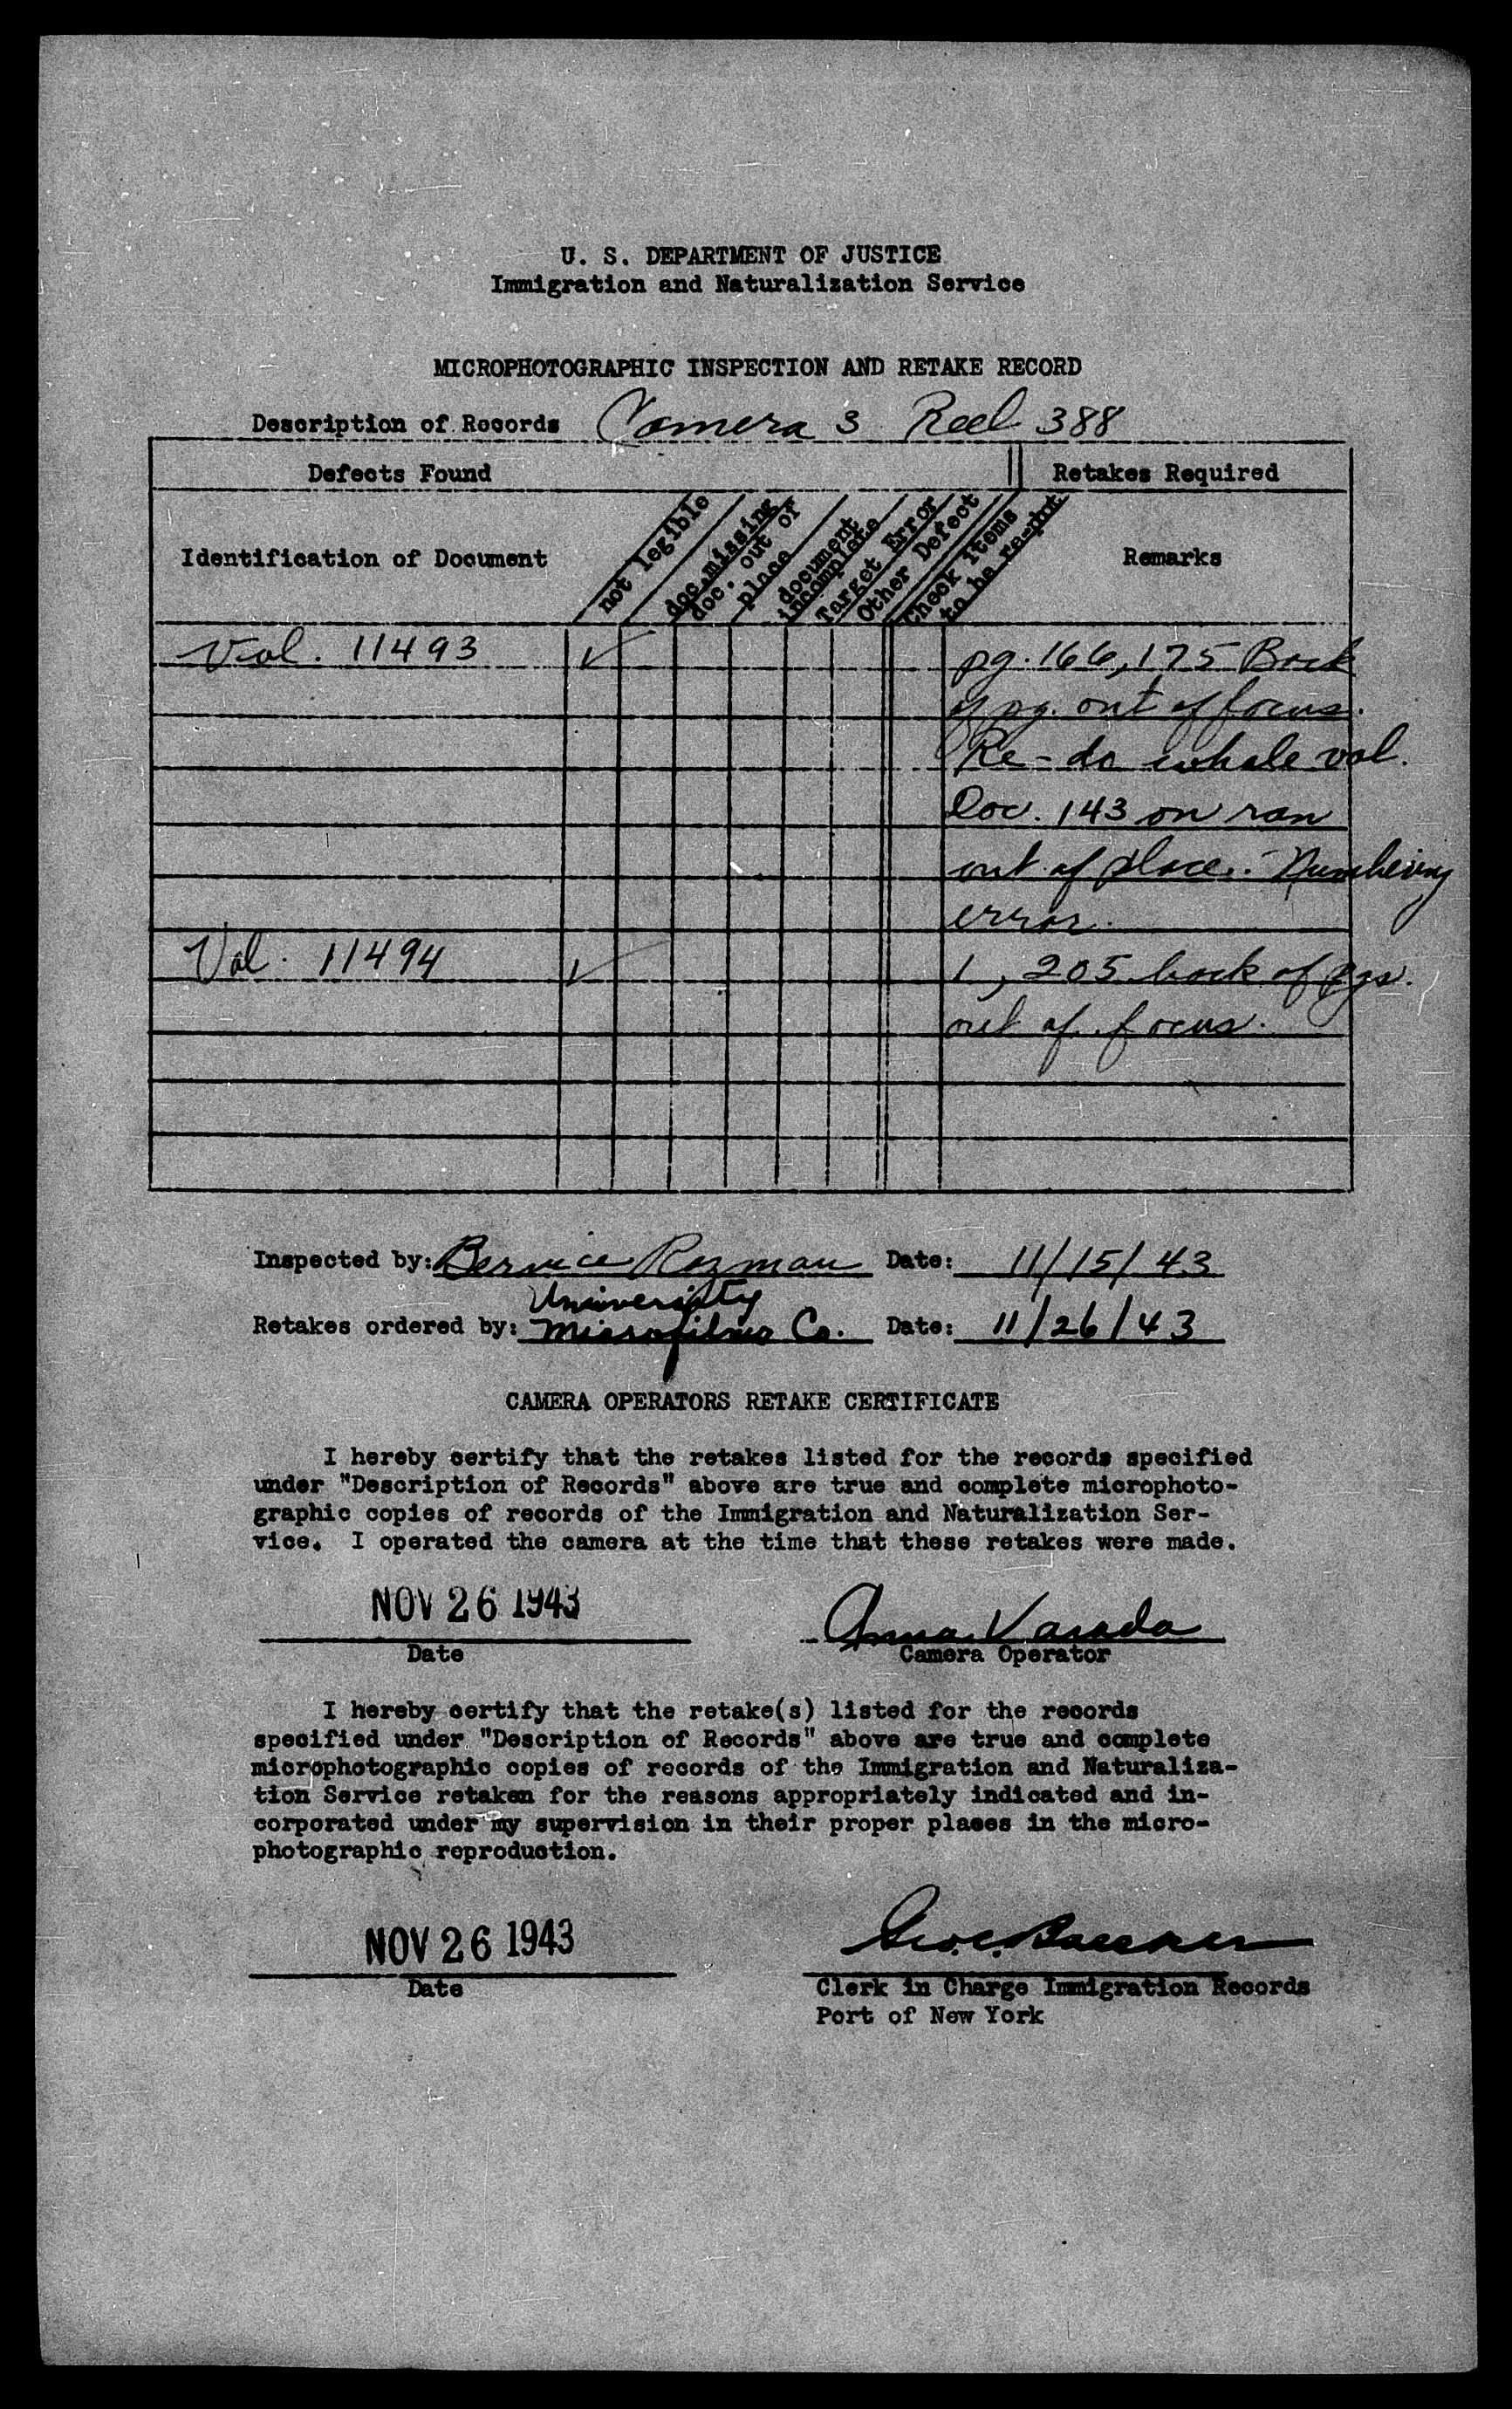 U. S. DEPARTMENT OF JUSTICE
Immigration and Naturalization Service
MICROPHOTOGRAPHIC INSPECTION AND RETAKE RECORD
Description of Records Camera 3 Reel 388
Defects Found
Retakes Required
Identification of Document
not legible
doc. missing
doc. out of
place
document
incomplete
Target Error
Other Defect
Check items
to be re-pht
Remarks
Vol. 11493 ✓ pg. 166, 175 Back
of pg. out of focus.
Re-do whole vol.
Doc. 143 on ran
out of place. Numbering
error.
Vol. 11494 ✓ 1, 205 back of pgs.
out of focus.
Inspected by: Bernice Rozman Date: 11/15/43
University
Retakes ordered by: Microfilms Co. Date: 11/26/43
CAMERA OPERATORS RETAKE CERTIFICATE
I hereby certify that the retakes listed for the records specified
under "Description of Records" above are true and complete microphoto-
graphic copies of records of the Immigration and Naturalization Ser-
vice. I operated the camera at the time that these retakes were made.
NOV 26 1943 Anna Varada
Date Camera Operator
I hereby certify that the retake(s) listed for the records
specified under "Description of Records" above are true and complete
microphotographic copies of records of the Immigration and Naturaliza-
tion Service retaken for the reasons appropriately indicated and in-
corporated under my supervision in their proper places in the micro-
photographic reproduction.
NOV 26 1943
Date Clerk in Charge Immigration Records
Port of New York